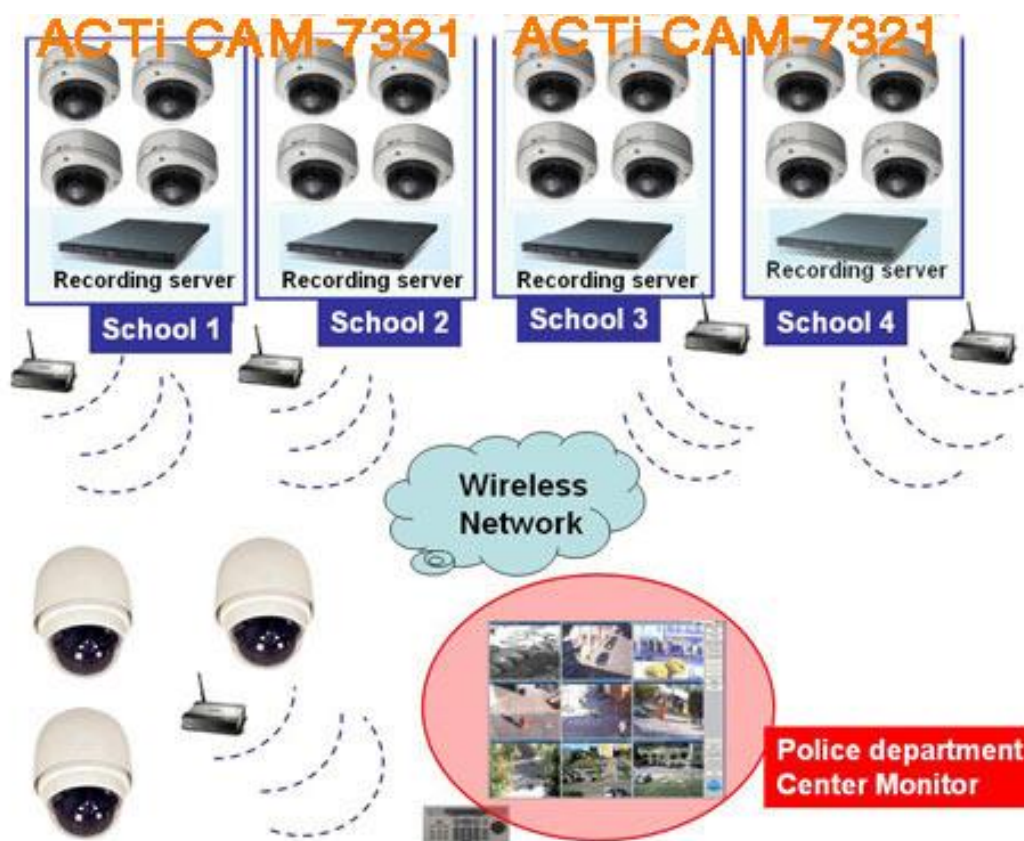 ACTi CAM-7321
ACTi CAM-7321
Recording server
Recording server
Recording server
Recording server
School 1
School 2
School 3
School 4
Wireless
Network
Police department
Center Monitor